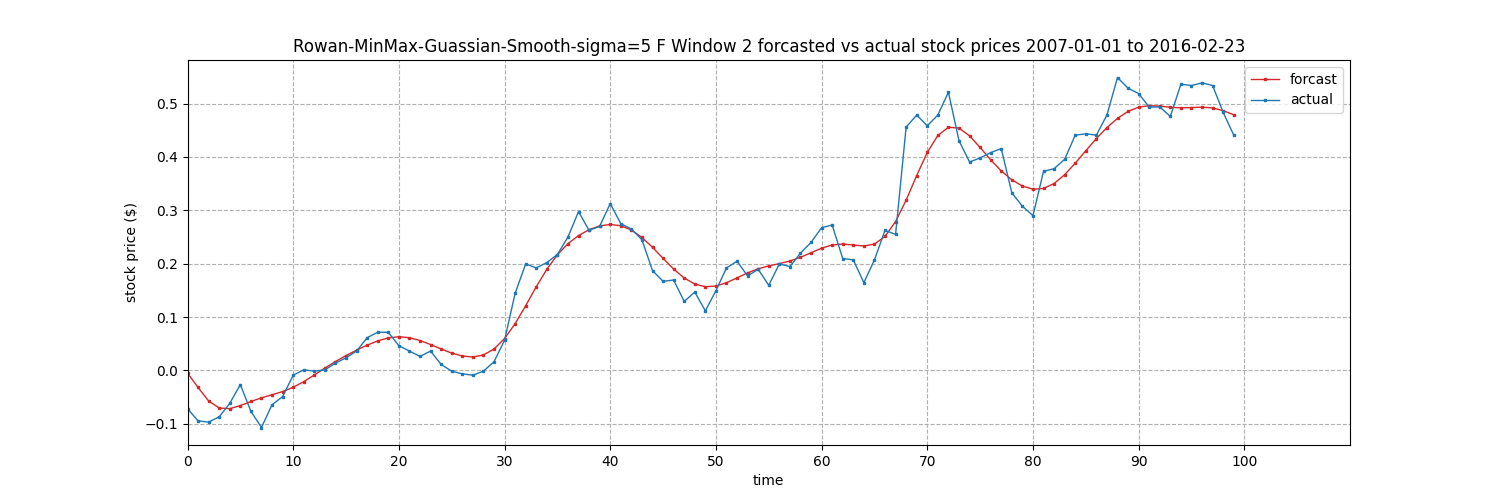 Rowan-MinMax-Guassian-Smooth-sigma=5 F Window 2 forcasted vs actual stock prices 2007-01-01 to 2016-02-23
forcast
actual
stock price ($)
0.5
0.4
0.3
0.2
0.1
0.0
−0.1
0 10 20 30 40 50 60 70 80 90 100
time